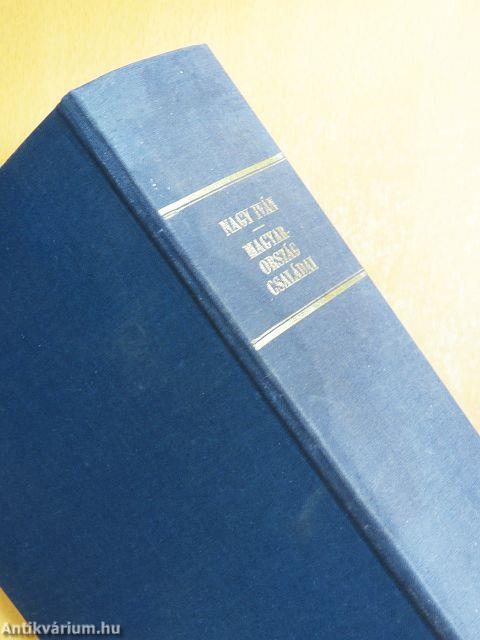 NAGY IVÁN
MAGYAR-
ORSZÁG
CSALÁDAI
Antikvárium.hu